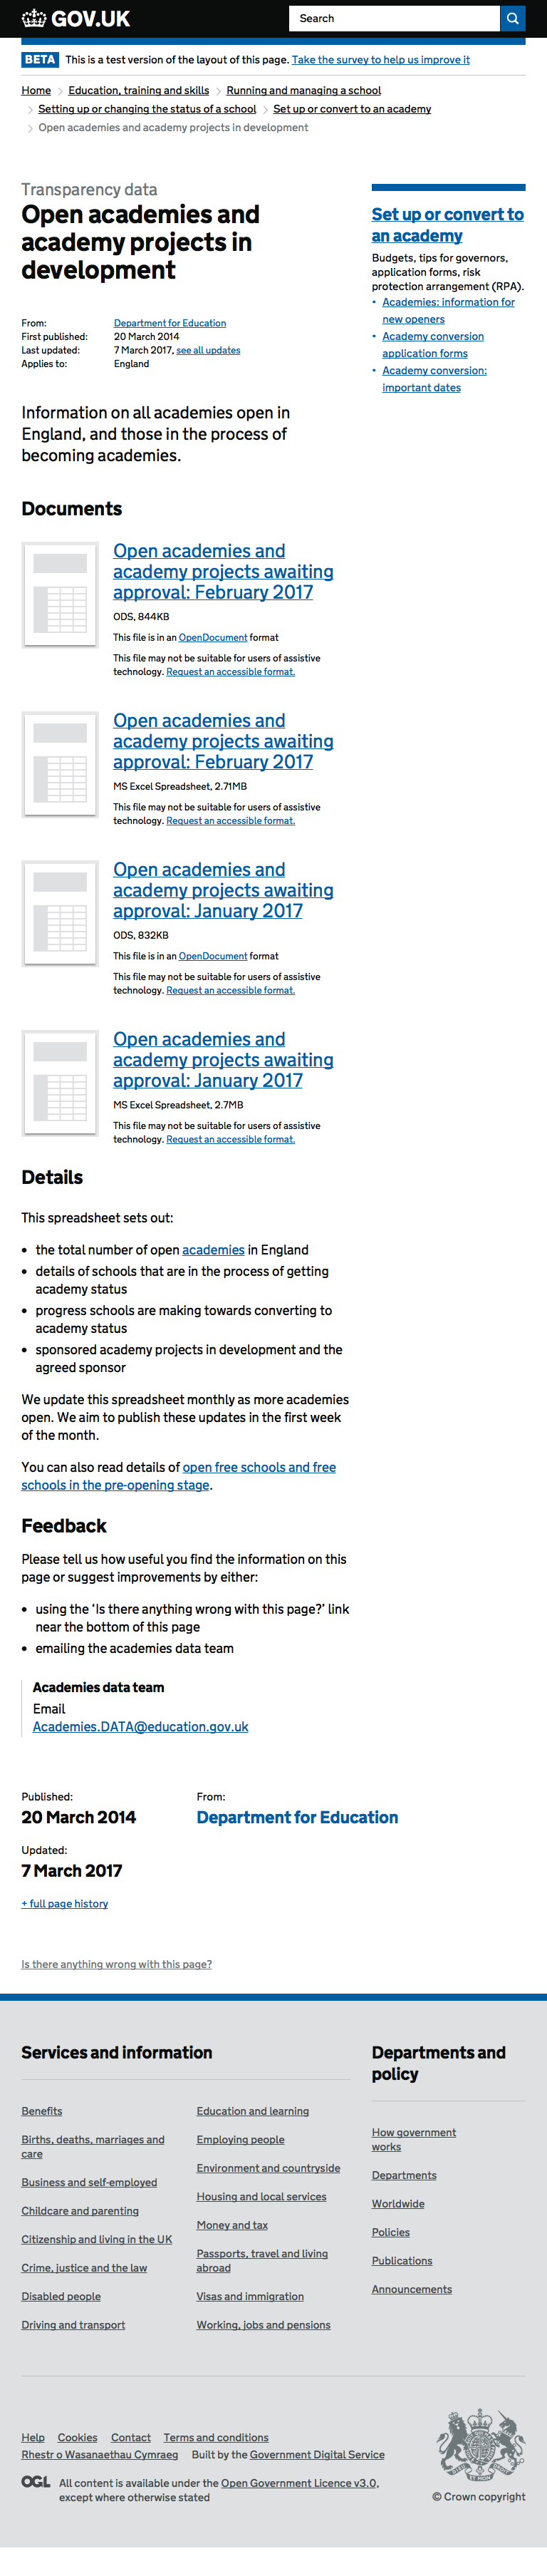 GOV.UK
Search
BETA This is a test version of the layout of this page. Take the survey to help us improve it
Home Education, training and skills Running and managing a school
Setting up or changing the status of a school Set up or convert to an academy
Open academies and academy projects in development
Transparency data
Open academies and
academy projects in
development
From: Department for Education
First published: 20 March 2014
Last updated: 7 March 2017, see all updates
Applies to: England
Set up or convert to
an academy
Budgets, tips for governors,
application forms, risk
protection arrangement (RPA).
• Academies: information for
new openers
• Academy conversion
application forms
• Academy conversion:
important dates
Information on all academies open in
England, and those in the process of
becoming academies.
Documents
Open academies and
academy projects awaiting
approval: February 2017
ODS, 844KB
This file is in an OpenDocument format
This file may not be suitable for users of assistive
technology. Request an accessible format.
Open academies and
academy projects awaiting
approval: February 2017
MS Excel Spreadsheet, 2.71MB
This file may not be suitable for users of assistive
technology. Request an accessible format.
Open academies and
academy projects awaiting
approval: January 2017
ODS, 832KB
This file is in an OpenDocument format
This file may not be suitable for users of assistive
technology. Request an accessible format.
Open academies and
academy projects awaiting
approval: January 2017
MS Excel Spreadsheet, 2.7MB
This file may not be suitable for users of assistive
technology. Request an accessible format.
Details
This spreadsheet sets out:
• the total number of open academies in England
• details of schools that are in the process of getting
academy status
• progress schools are making towards converting to
academy status
• sponsored academy projects in development and the
agreed sponsor
We update this spreadsheet monthly as more academies
open. We aim to publish these updates in the first week
of the month.
You can also read details of open free schools and free
schools in the pre-opening stage.
Feedback
Please tell us how useful you find the information on this
page or suggest improvements by either:
• using the ‘Is there anything wrong with this page?’ link
near the bottom of this page
• emailing the academies data team
Academies data team
Email
Academies.DATA@education.gov.uk
Published:
20 March 2014
From:
Department for Education
Updated:
7 March 2017
+ full page history
Is there anything wrong with this page?
Services and information
Benefits
Births, deaths, marriages and
care
Business and self-employed
Childcare and parenting
Citizenship and living in the UK
Crime, justice and the law
Disabled people
Driving and transport
Education and learning
Employing people
Environment and countryside
Housing and local services
Money and tax
Passports, travel and living
abroad
Visas and immigration
Working, jobs and pensions
Departments and
policy
How government
works
Departments
Worldwide
Policies
Publications
Announcements
Help Cookies Contact Terms and conditions
Rhestr o Wasanaethau Cymraeg Built by the Government Digital Service
OGL All content is available under the Open Government Licence v3.0,
except where otherwise stated
© Crown copyright